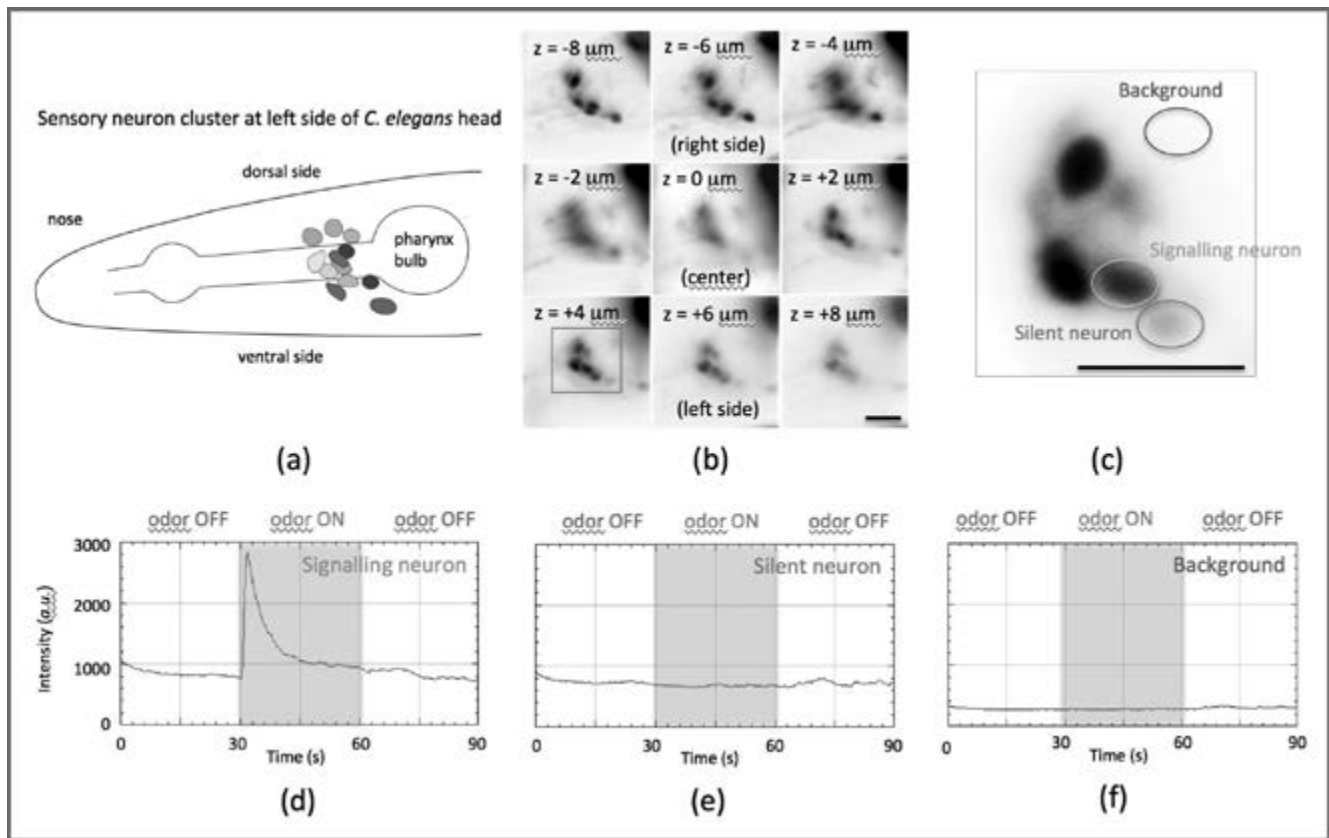 Sensory neuron cluster at left side of C. elegans head
dorsal side
nose
pharynx
bulb
ventral side
(a)
z = -8 μm
z = -6 μm
z = -4 μm
(right side)
z = -2 μm
z = 0 μm
z = +2 μm
(center)
z = +4 μm
z = +6 μm
z = +8 μm
(left side)
(b)
Background
Signalling neuron
Silent neuron
(c)
odor OFF odor ON odor OFF
Signalling neuron
Intensity (a.u.)
3000
2000
1000
0
0 30 60 90
Time (s)
(d)
odor OFF odor ON odor OFF
Silent neuron
0 30 60 90
Time (s)
(e)
odor OFF odor ON odor OFF
Background
0 30 60 90
Time (s)
(f)